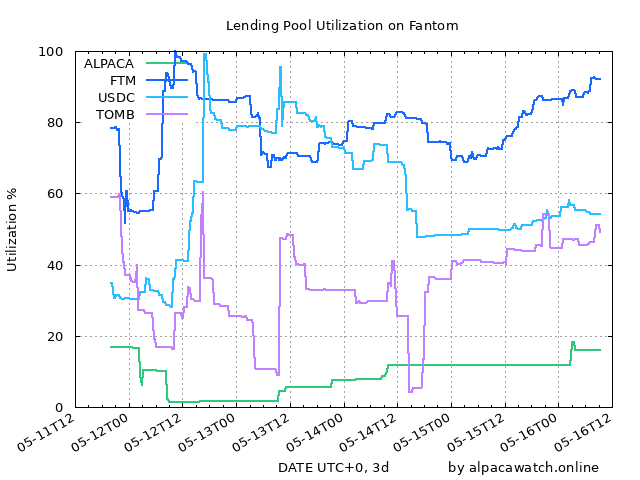 Lending Pool Utilization on Fantom
100
80
60
40
20
0
Utilization %
ALPACA
FTM
USDC
TOMB
05-11T12
05-12T00
05-12T12
05-13T00
05-13T12
05-14T00
05-14T12
05-15T00
05-15T12
05-16T00
05-16T12
DATE UTC+0, 3d
by alpacawatch.online